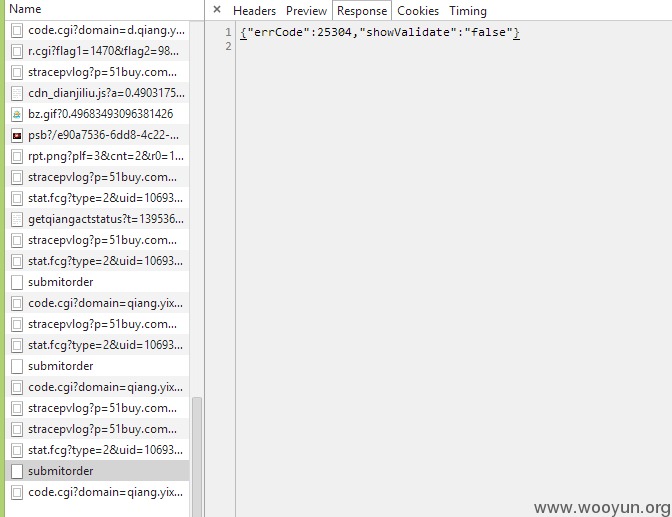 Name
code.cgi?domain=d.qiang.y...
r.cgi?flag1=1470&flag2=98...
stracepvlog?p=51buy.com...
cdn_dianjiliu.js?a=0.4903175...
bz.gif?0.49683493096381426
psb?/e90a7536-6dd8-4c22-...
rpt.png?plf=3&cnt=2&r0=1...
stracepvlog?p=51buy.com...
stat.fcg?type=2&uid=10693...
getqiangactstatus?t=139536...
stracepvlog?p=51buy.com...
stat.fcg?type=2&uid=10693...
submitorder
code.cgi?domain=qiang.yix...
stracepvlog?p=51buy.com...
stat.fcg?type=2&uid=10693...
submitorder
code.cgi?domain=qiang.yix...
stracepvlog?p=51buy.com...
stracepvlog?p=51buy.com...
stat.fcg?type=2&uid=10693...
submitorder
code.cgi?domain=qiang.yix...
× Headers Preview Response Cookies Timing
1 {"errCode":25304,"showValidate":"false"}
2
www.wooyun.org